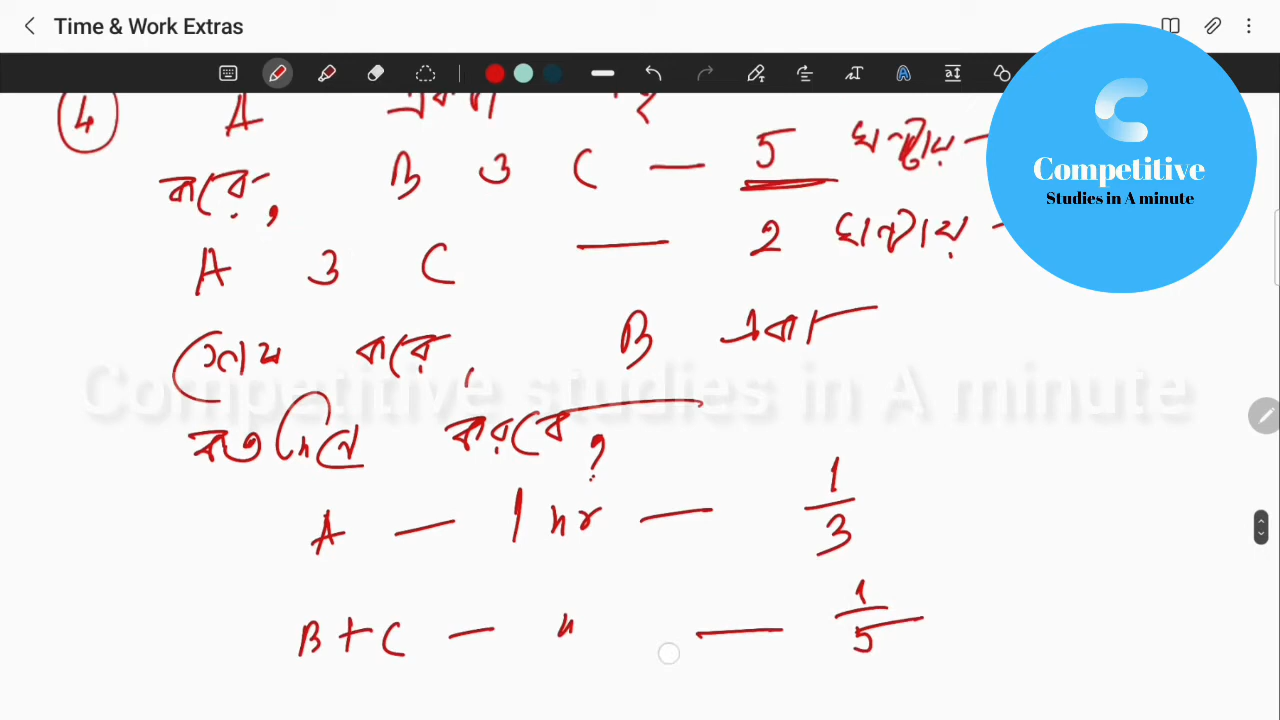 Time & Work Extras
Competitive
Studies in A minute
4 A একা
করে, B ও C — 5 ঘন্টায় —
A ও C — 2 ঘন্টায় —
শেষ করে, B একা
Competitive studies in A minute
কত দিনে করবে?
A — 1 hr — 1/3
B + C — " — 1/5